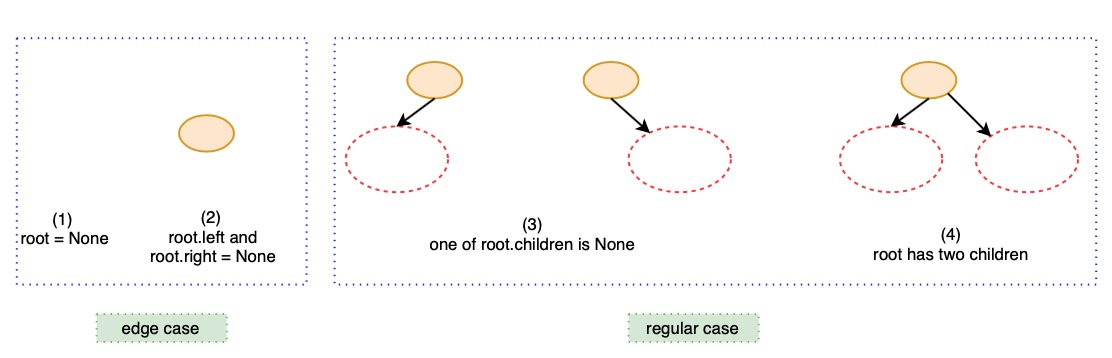 (1)
root = None
(2)
root.left and
root.right = None
(3)
one of root.children is None
(4)
root has two children
edge case
regular case